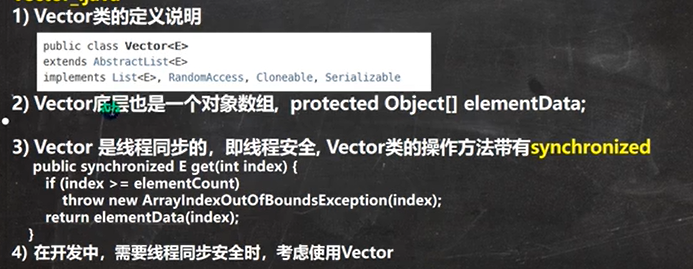 1) Vector类的定义说明
public class Vector<E>
extends AbstractList<E>
implements List<E>, RandomAccess, Cloneable, Serializable
2) Vector底层也是一个对象数组, protected Object[] elementData;
3) Vector 是线程同步的，即线程安全, Vector类的操作方法带有synchronized
public synchronized E get(int index) {
if (index >= elementCount)
throw new ArrayIndexOutOfBoundsException(index);
return elementData(index);
}
4) 在开发中，需要线程同步安全时，考虑使用Vector